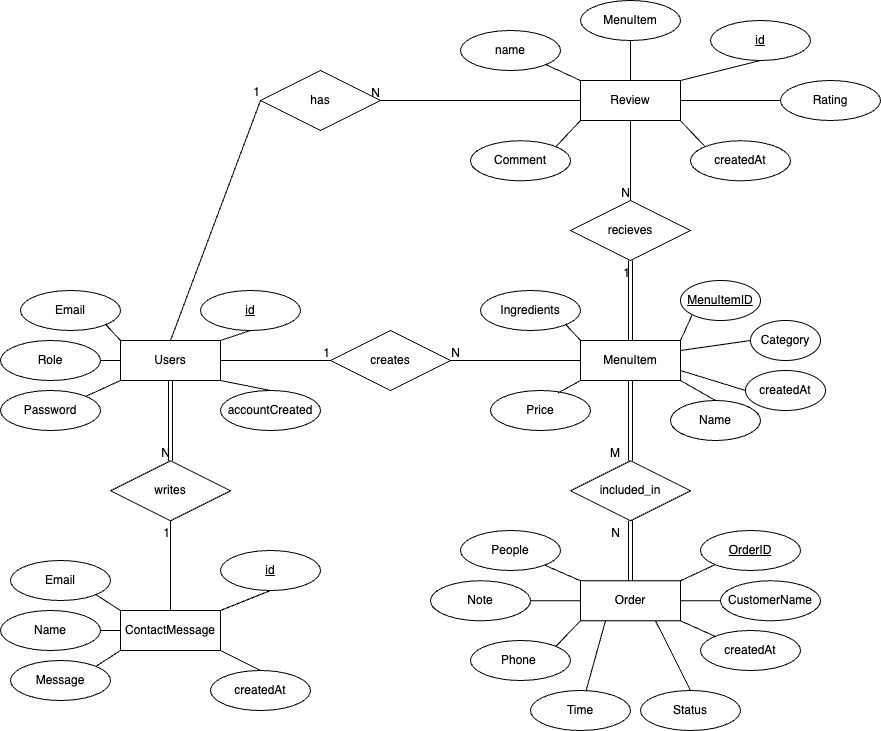 MenuItem
name
id
1
has
N
Review
Rating
Comment
createdAt
N
recieves
1
Email
id
Ingredients
MenuItemID
Role
Users
1
creates
N
MenuItem
Category
createdAt
Password
accountCreated
Price
Name
N
M
writes
included_in
1
N
Email
id
People
OrderID
Note
Order
CustomerName
Name
ContactMessage
createdAt
Phone
Message
createdAt
Time
Status